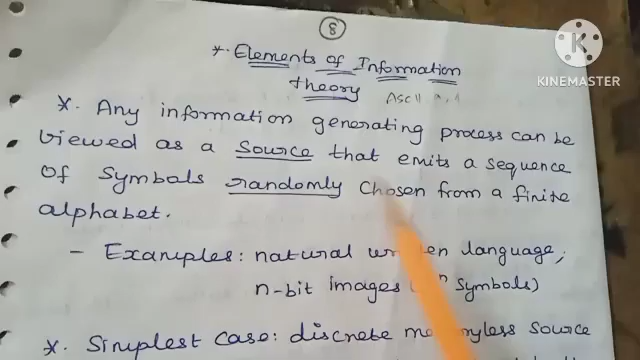 8
*. Elements of Information
theory
Ascii
*. Any information generating process can be
viewed as a source that emits a sequence
of symbols randomly chosen from a finite
alphabet.
- Examples: natural language;
n-bit images symbols)
*. Simplest case: discrete source
K
KINEMASTER